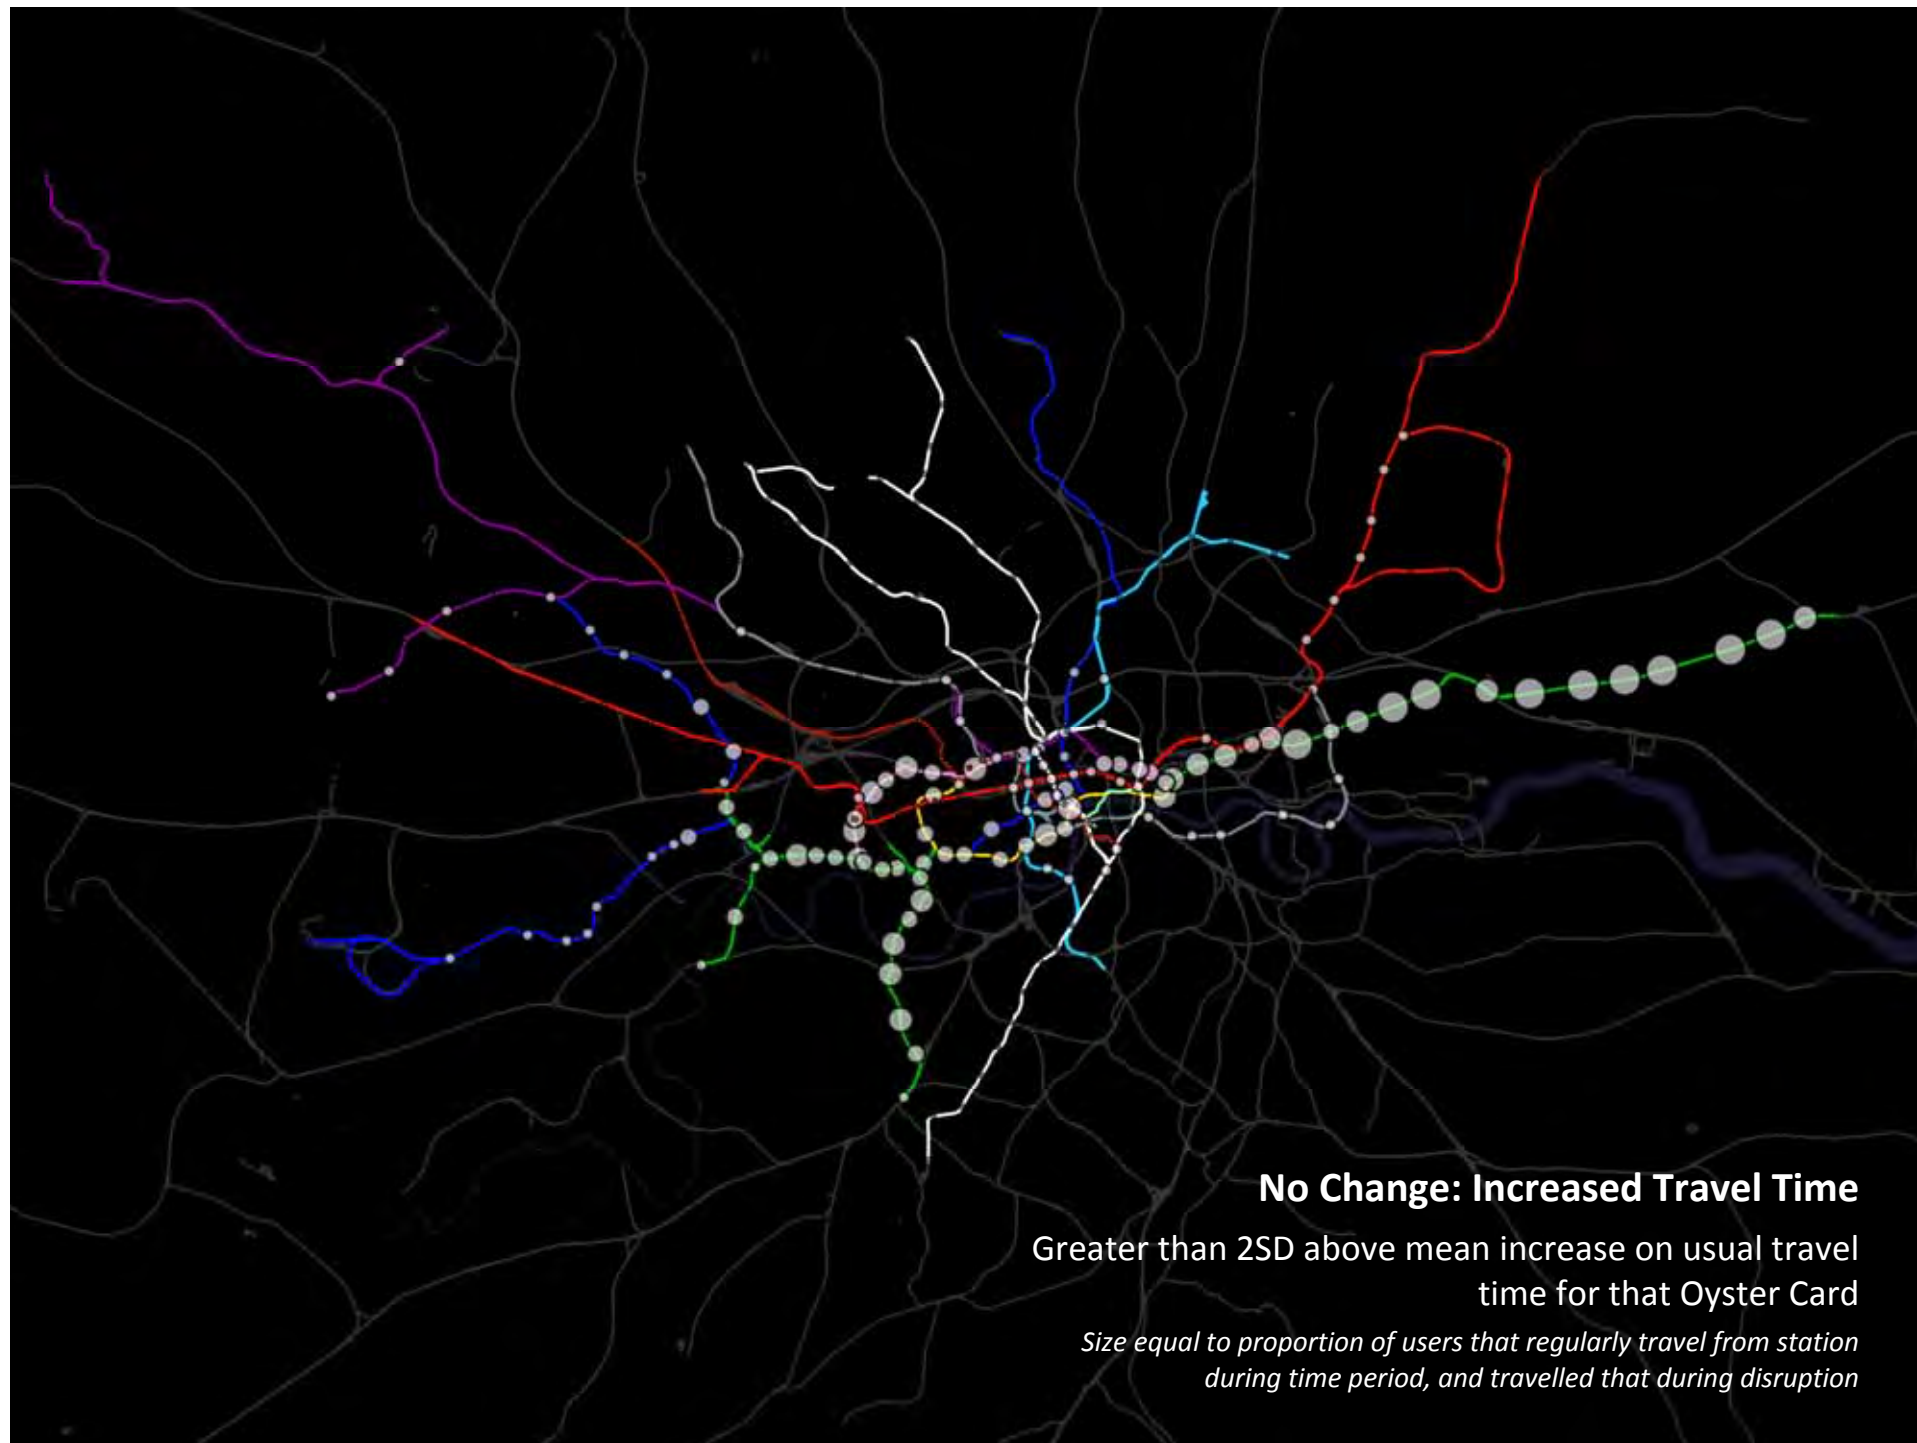 No Change: Increased Travel Time
Greater than 2SD above mean increase on usual travel
time for that Oyster Card
Size equal to proportion of users that regularly travel from station
during time period, and travelled that during disruption